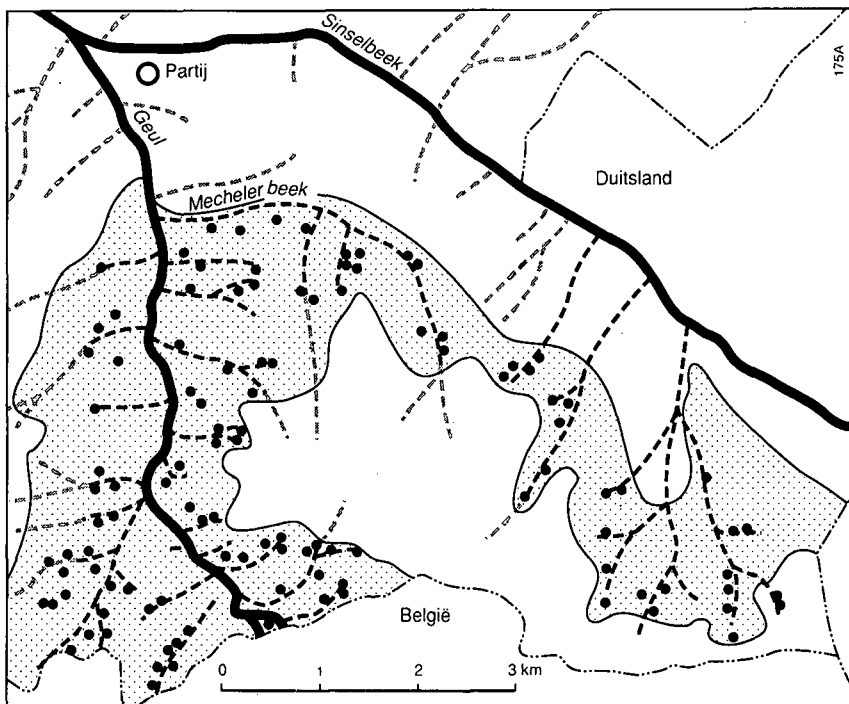 Sinselbeek
175A
Partij
Geul
Duitsland
Mecheler beek
België
0 1 2 3 km